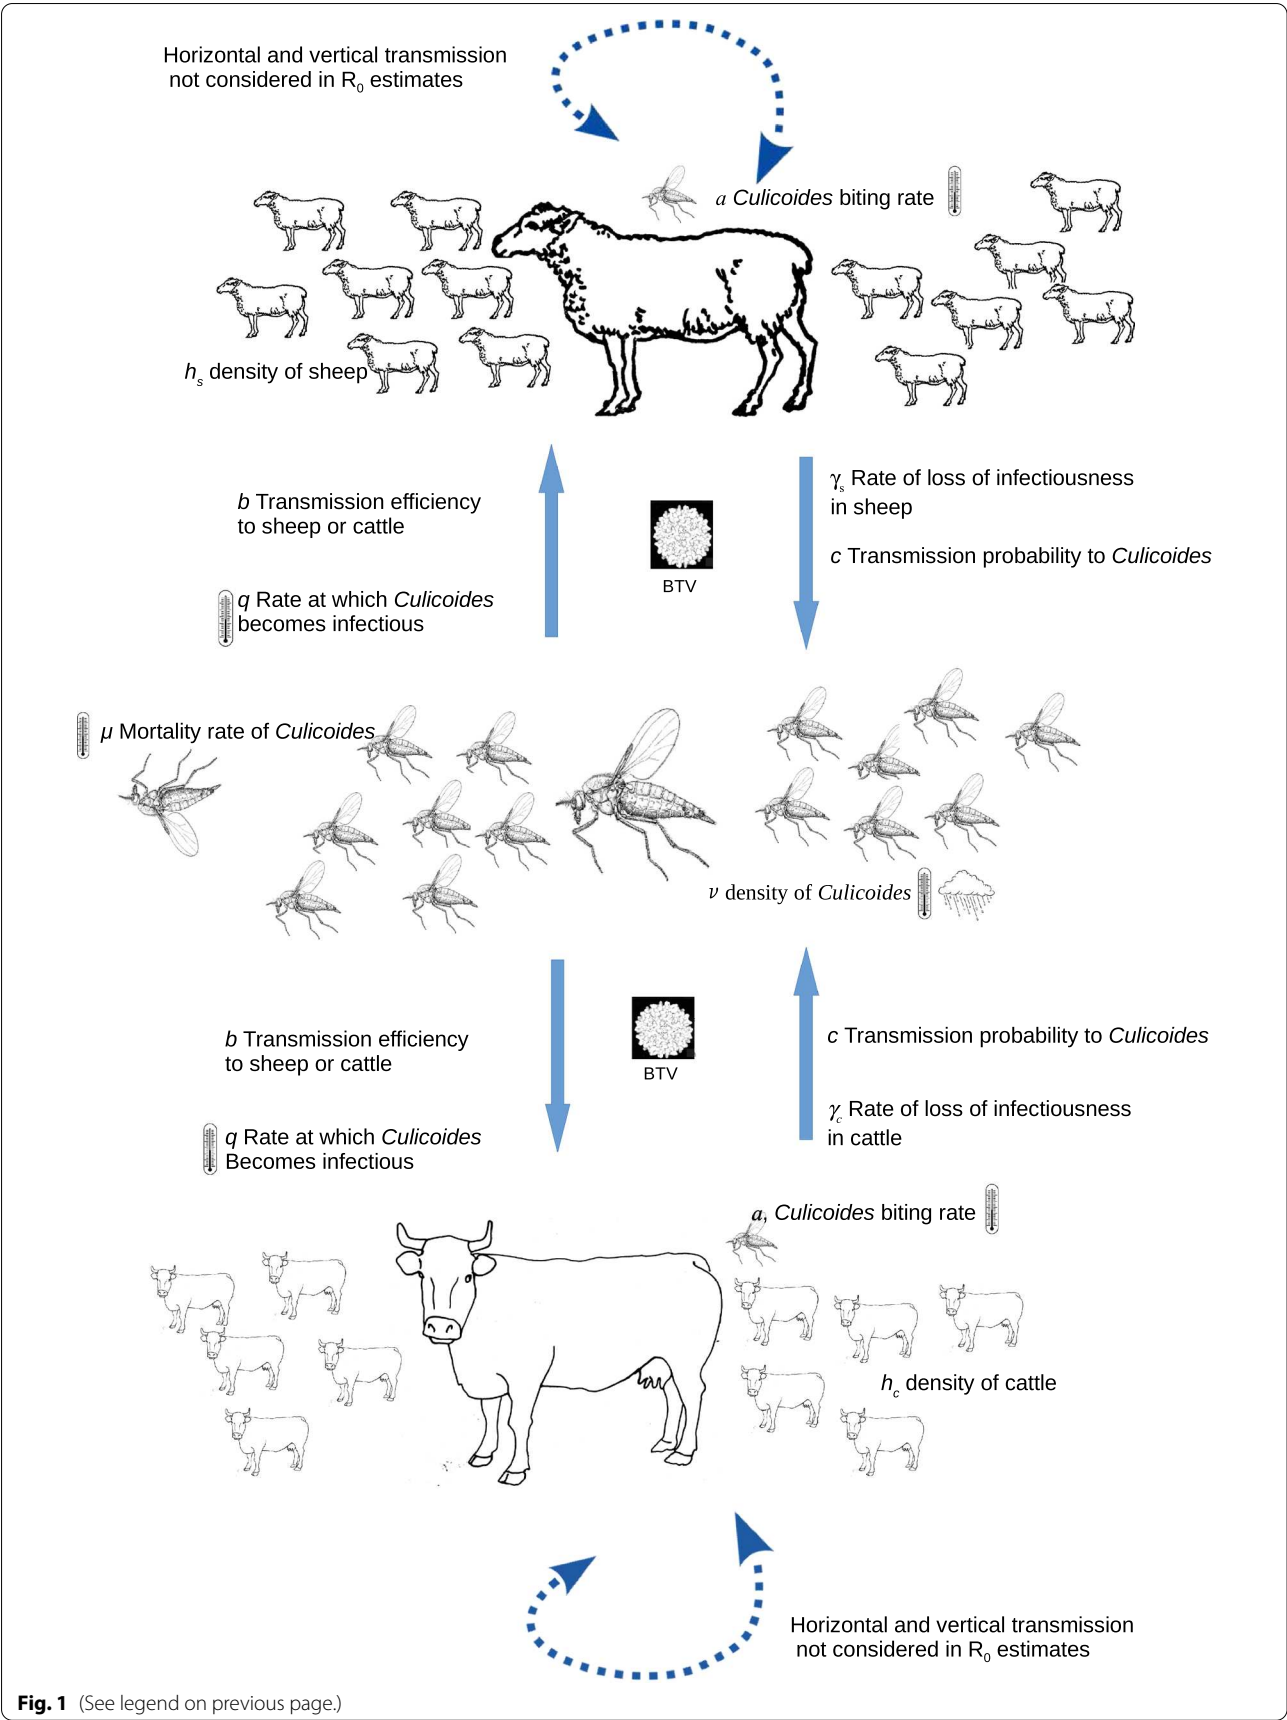 Horizontal and vertical transmission
not considered in R0 estimates
a Culicoides biting rate
hs density of sheep
b Transmission efficiency
to sheep or cattle
γs Rate of loss of infectiousness
in sheep
c Transmission probability to Culicoides
BTV
q Rate at which Culicoides
becomes infectious
μ Mortality rate of Culicoides
ν density of Culicoides
b Transmission efficiency
to sheep or cattle
c Transmission probability to Culicoides
BTV
γc Rate of loss of infectiousness
in cattle
q Rate at which Culicoides
Becomes infectious
a, Culicoides biting rate
hc density of cattle
Horizontal and vertical transmission
not considered in R0 estimates
Fig. 1 (See legend on previous page.)